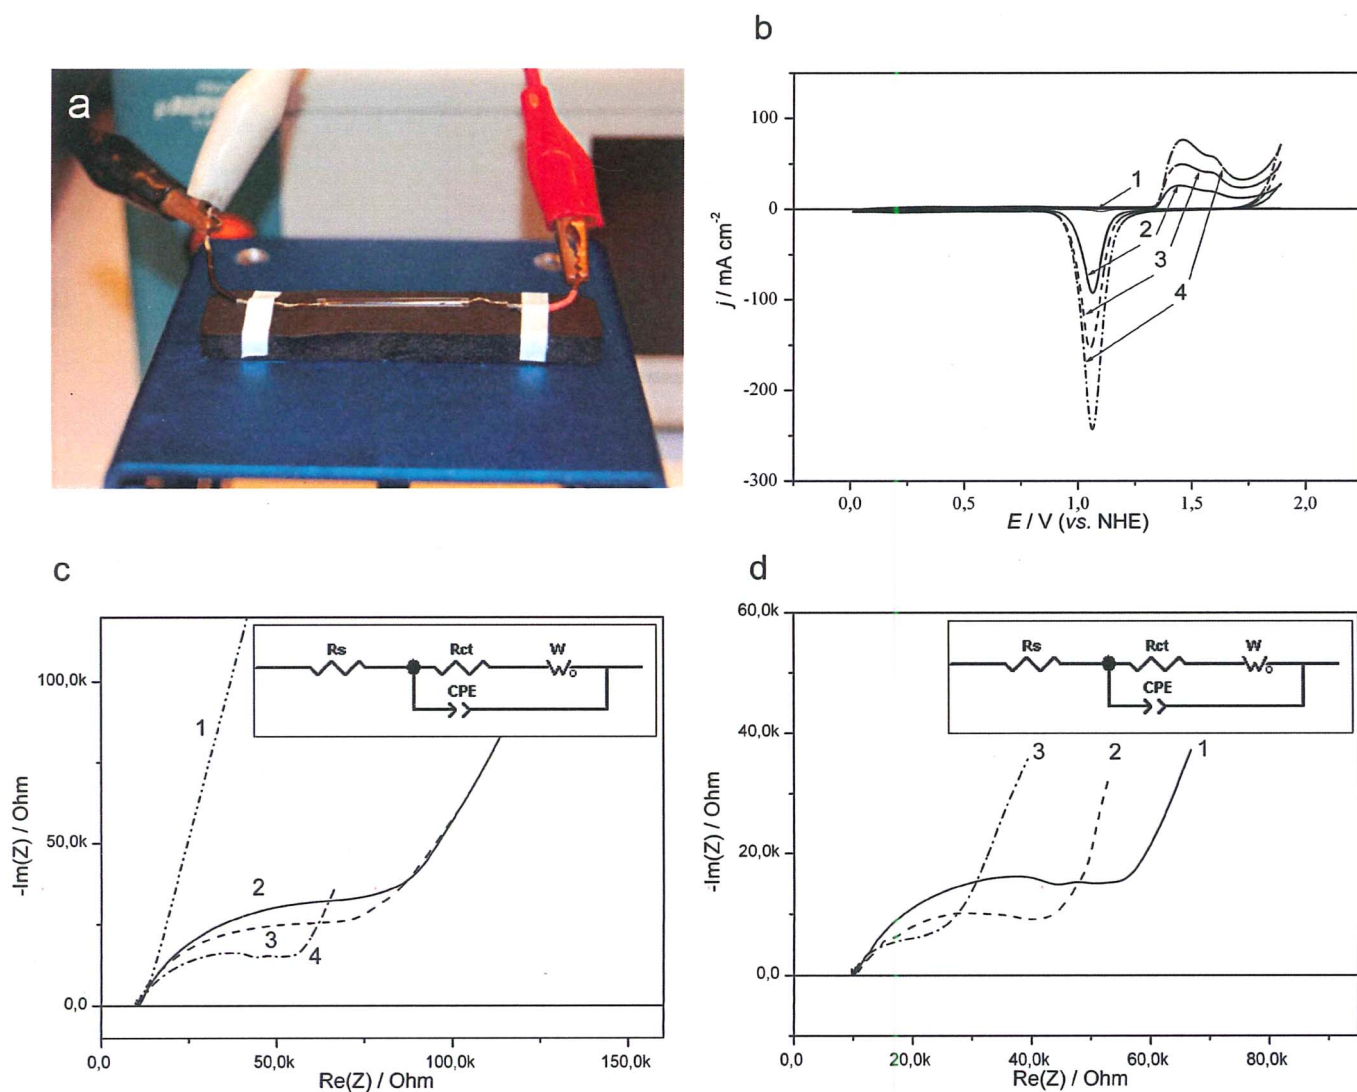 a
b
100
0
-100
-200
-300
j / mA cm⁻²
1
2
3
4
0,0
0,5
1,0
1,5
2,0
E / V (vs. NHE)
c
100,0k
50,0k
0,0
-Im(Z) / Ohm
Rs
Rct
W
o
CPE
1
2
3
4
0,0
50,0k
100,0k
150,0k
Re(Z) / Ohm
d
60,0k
40,0k
20,0k
0,0
-Im(Z) / Ohm
Rs
Rct
W
o
CPE
3
2
1
0,0
20,0k
40,0k
60,0k
80,0k
Re(Z) / Ohm